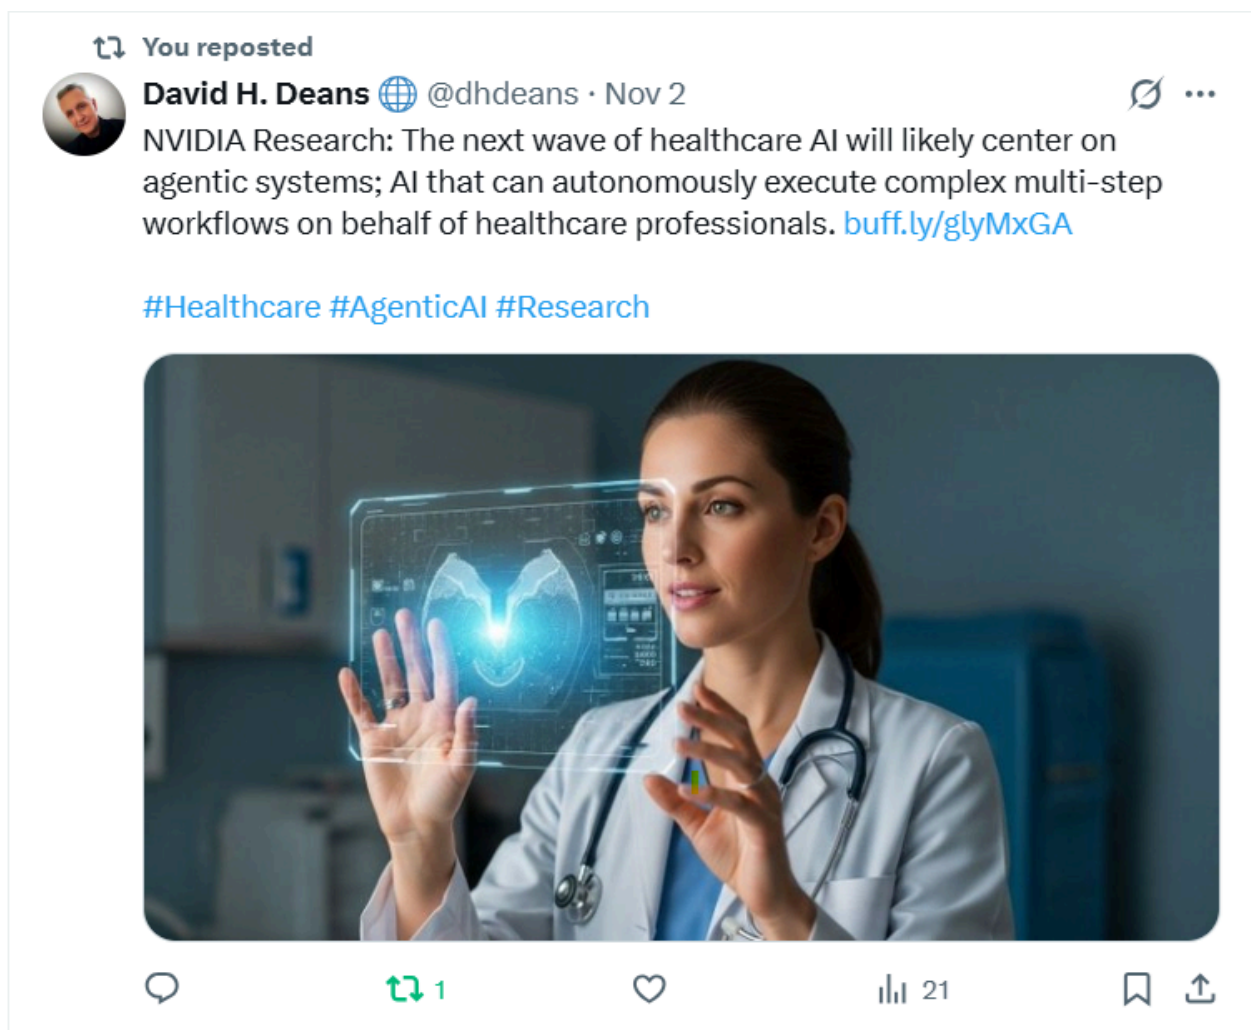 You reposted
David H. Deans 🌐 @dhdeans · Nov 2
NVIDIA Research: The next wave of healthcare AI will likely center on
agentic systems; AI that can autonomously execute complex multi-step
workflows on behalf of healthcare professionals. buff.ly/glyMxGA
#Healthcare #AgenticAI #Research
1
21